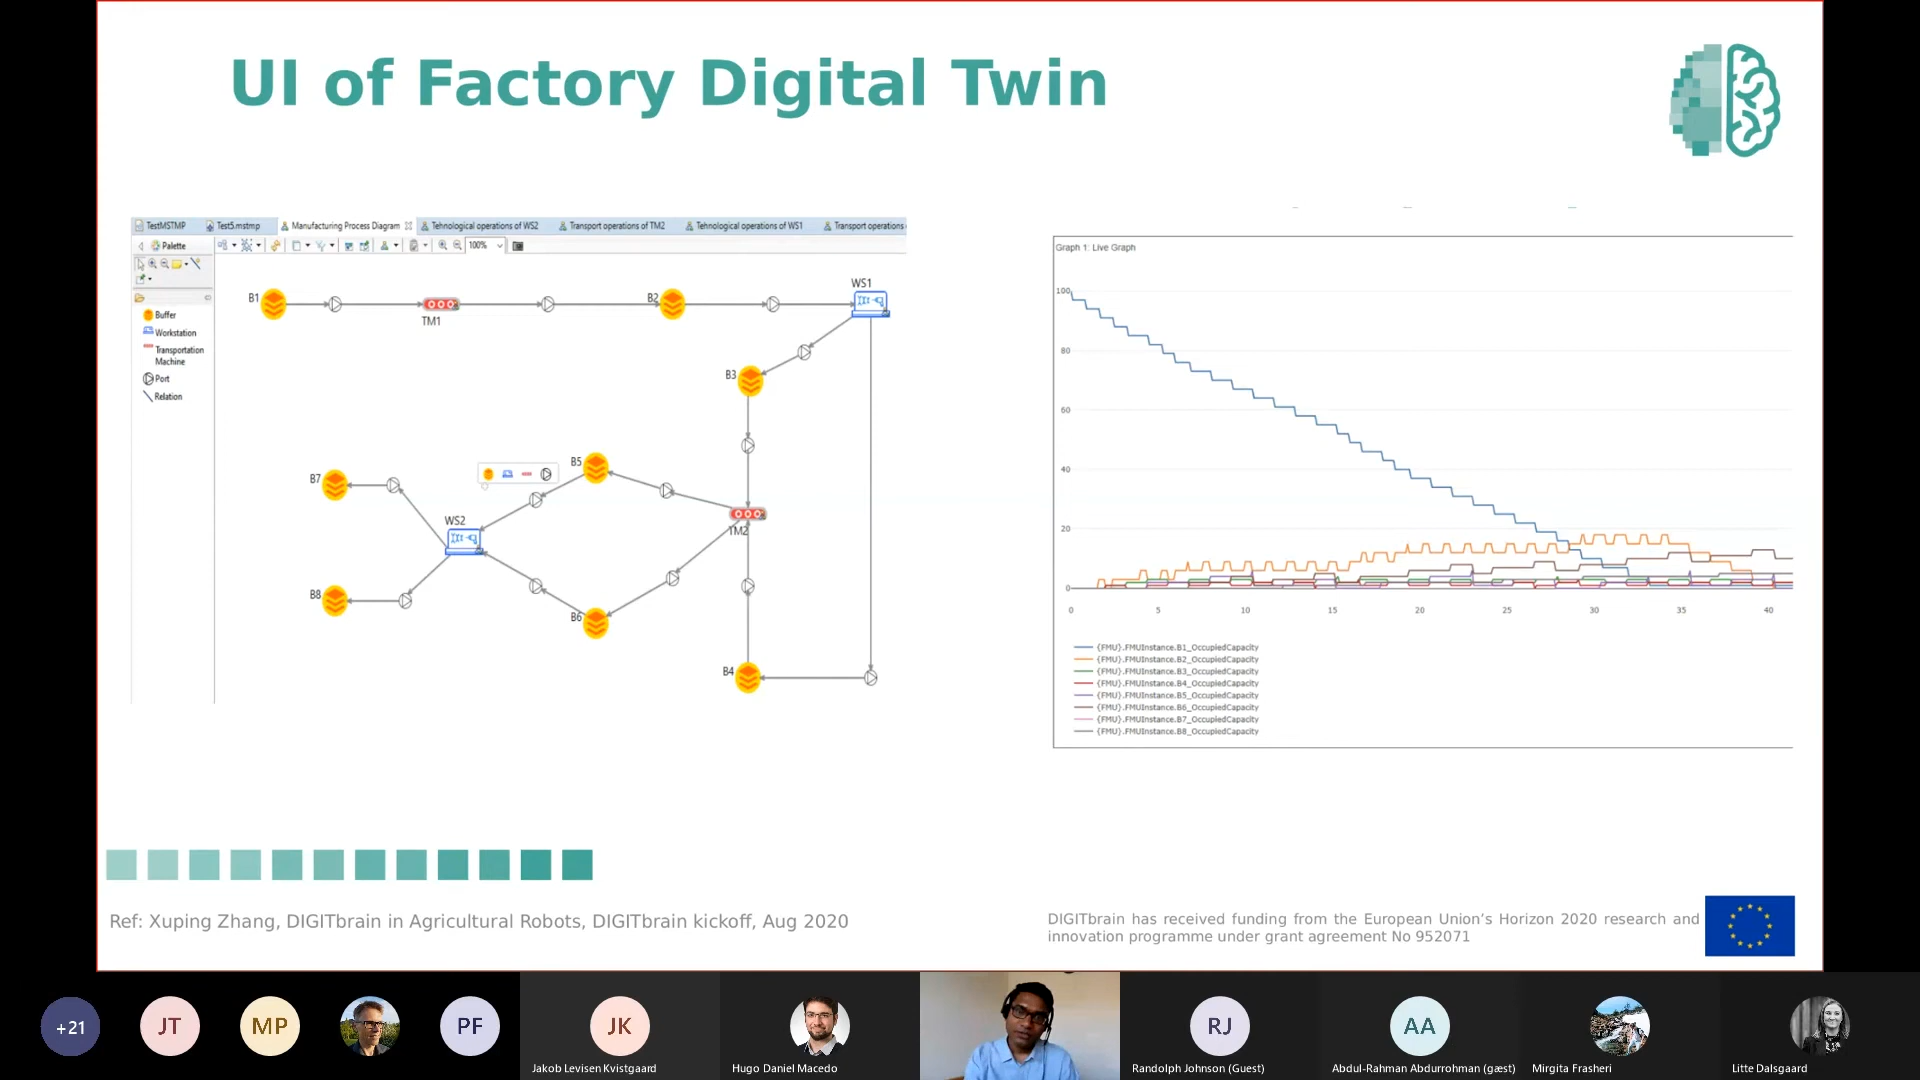 UI of Factory Digital Twin
TestMSTMP
Test5.mstmp
Manufacturing Process Diagram
Tehnological operations of WS2
Transport operations of TM2
Tehnological operations of WS1
Transport operations
Palette
100%
Buffer
Workstation
Transportation
Machine
Port
Relation
B1
TM1
B2
WS1
B3
B5
B7
WS2
TM2
B8
B6
B4
Graph 1: Live Graph
100
80
60
40
20
0
0 5 10 15 20 25 30 35 40
{FMU}.FMUInstance.B1_OccupiedCapacity
{FMU}.FMUInstance.B2_OccupiedCapacity
{FMU}.FMUInstance.B3_OccupiedCapacity
{FMU}.FMUInstance.B4_OccupiedCapacity
{FMU}.FMUInstance.B5_OccupiedCapacity
{FMU}.FMUInstance.B6_OccupiedCapacity
{FMU}.FMUInstance.B7_OccupiedCapacity
{FMU}.FMUInstance.B8_OccupiedCapacity
Ref: Xuping Zhang, DIGITbrain in Agricultural Robots, DIGITbrain kickoff, Aug 2020
DIGITbrain has received funding from the European Union’s Horizon 2020 research and
innovation programme under grant agreement No 952071
+21
JT
MP
PF
JK
RJ
AA
Jakob Levisen Kvistgaard
Hugo Daniel Macedo
Randolph Johnson (Guest)
Abdul-Rahman Abdurrohman (gæst)
Mirgita Frasheri
Litte Dalsgaard